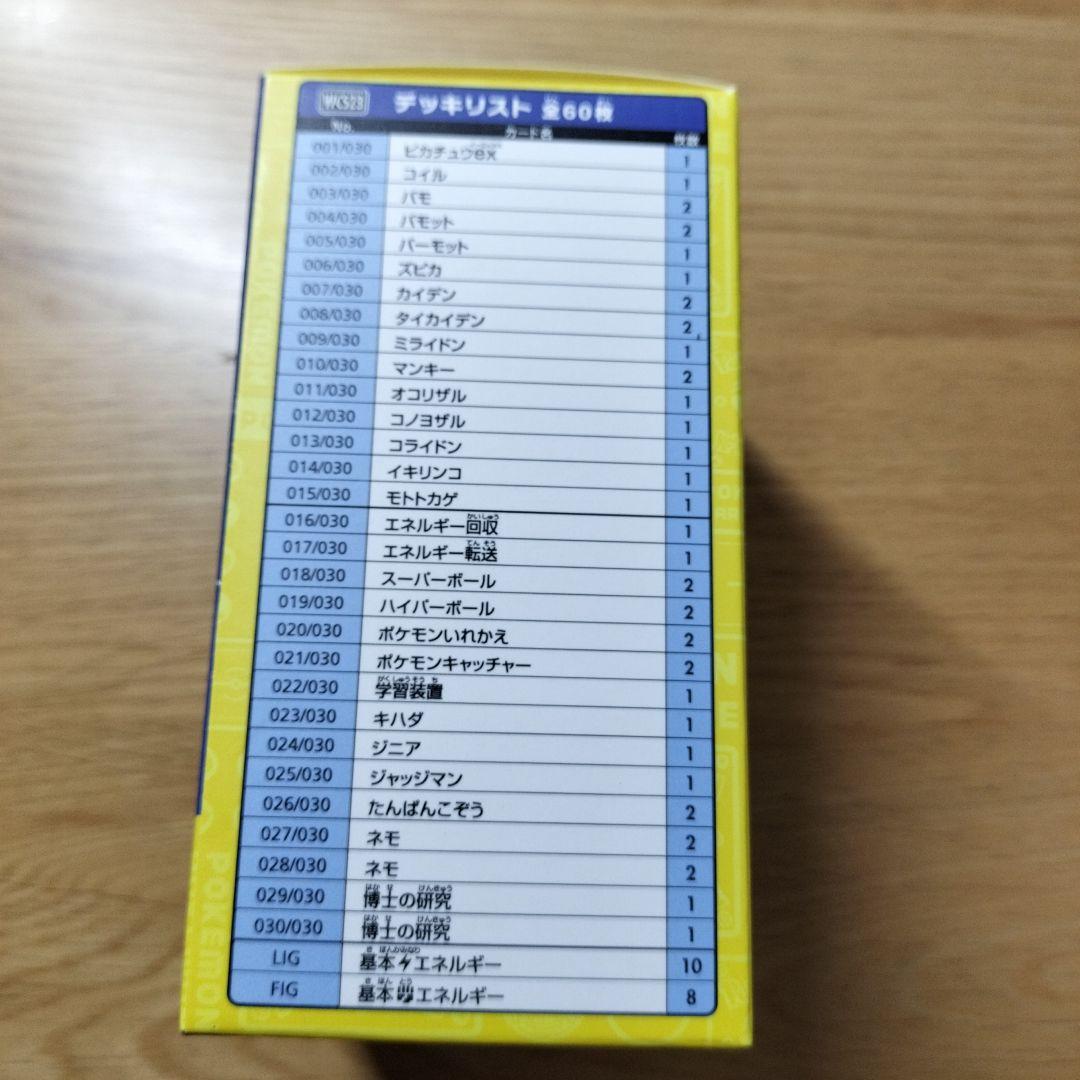 WCS23 デッキリスト 全60枚
No. カード名 枚数
001/030 ピカチュウex 1
002/030 コイル 1
003/030 パモ 2
004/030 パモット 2
005/030 パーモット 1
006/030 ズピカ 1
007/030 カイデン 2
008/030 タイカイデン 2
009/030 ミライドン 1
010/030 マンキー 2
011/030 オコリザル 1
012/030 コノヨザル 1
013/030 コライドン 1
014/030 イキリンコ 1
015/030 モトトカゲ 1
016/030 エネルギー回収 1
017/030 エネルギー転送 1
018/030 スーパーボール 2
019/030 ハイパーボール 2
020/030 ポケモンいれかえ 2
021/030 ポケモンキャッチャー 2
022/030 学習装置 1
023/030 キハダ 1
024/030 ジニア 1
025/030 ジャッジマン 1
026/030 たんぱんこぞう 2
027/030 ネモ 2
028/030 ネモ 2
029/030 博士の研究 1
030/030 博士の研究 1
LIG 基本エネルギー 10
FIG 基本エネルギー 8
POKÉMON